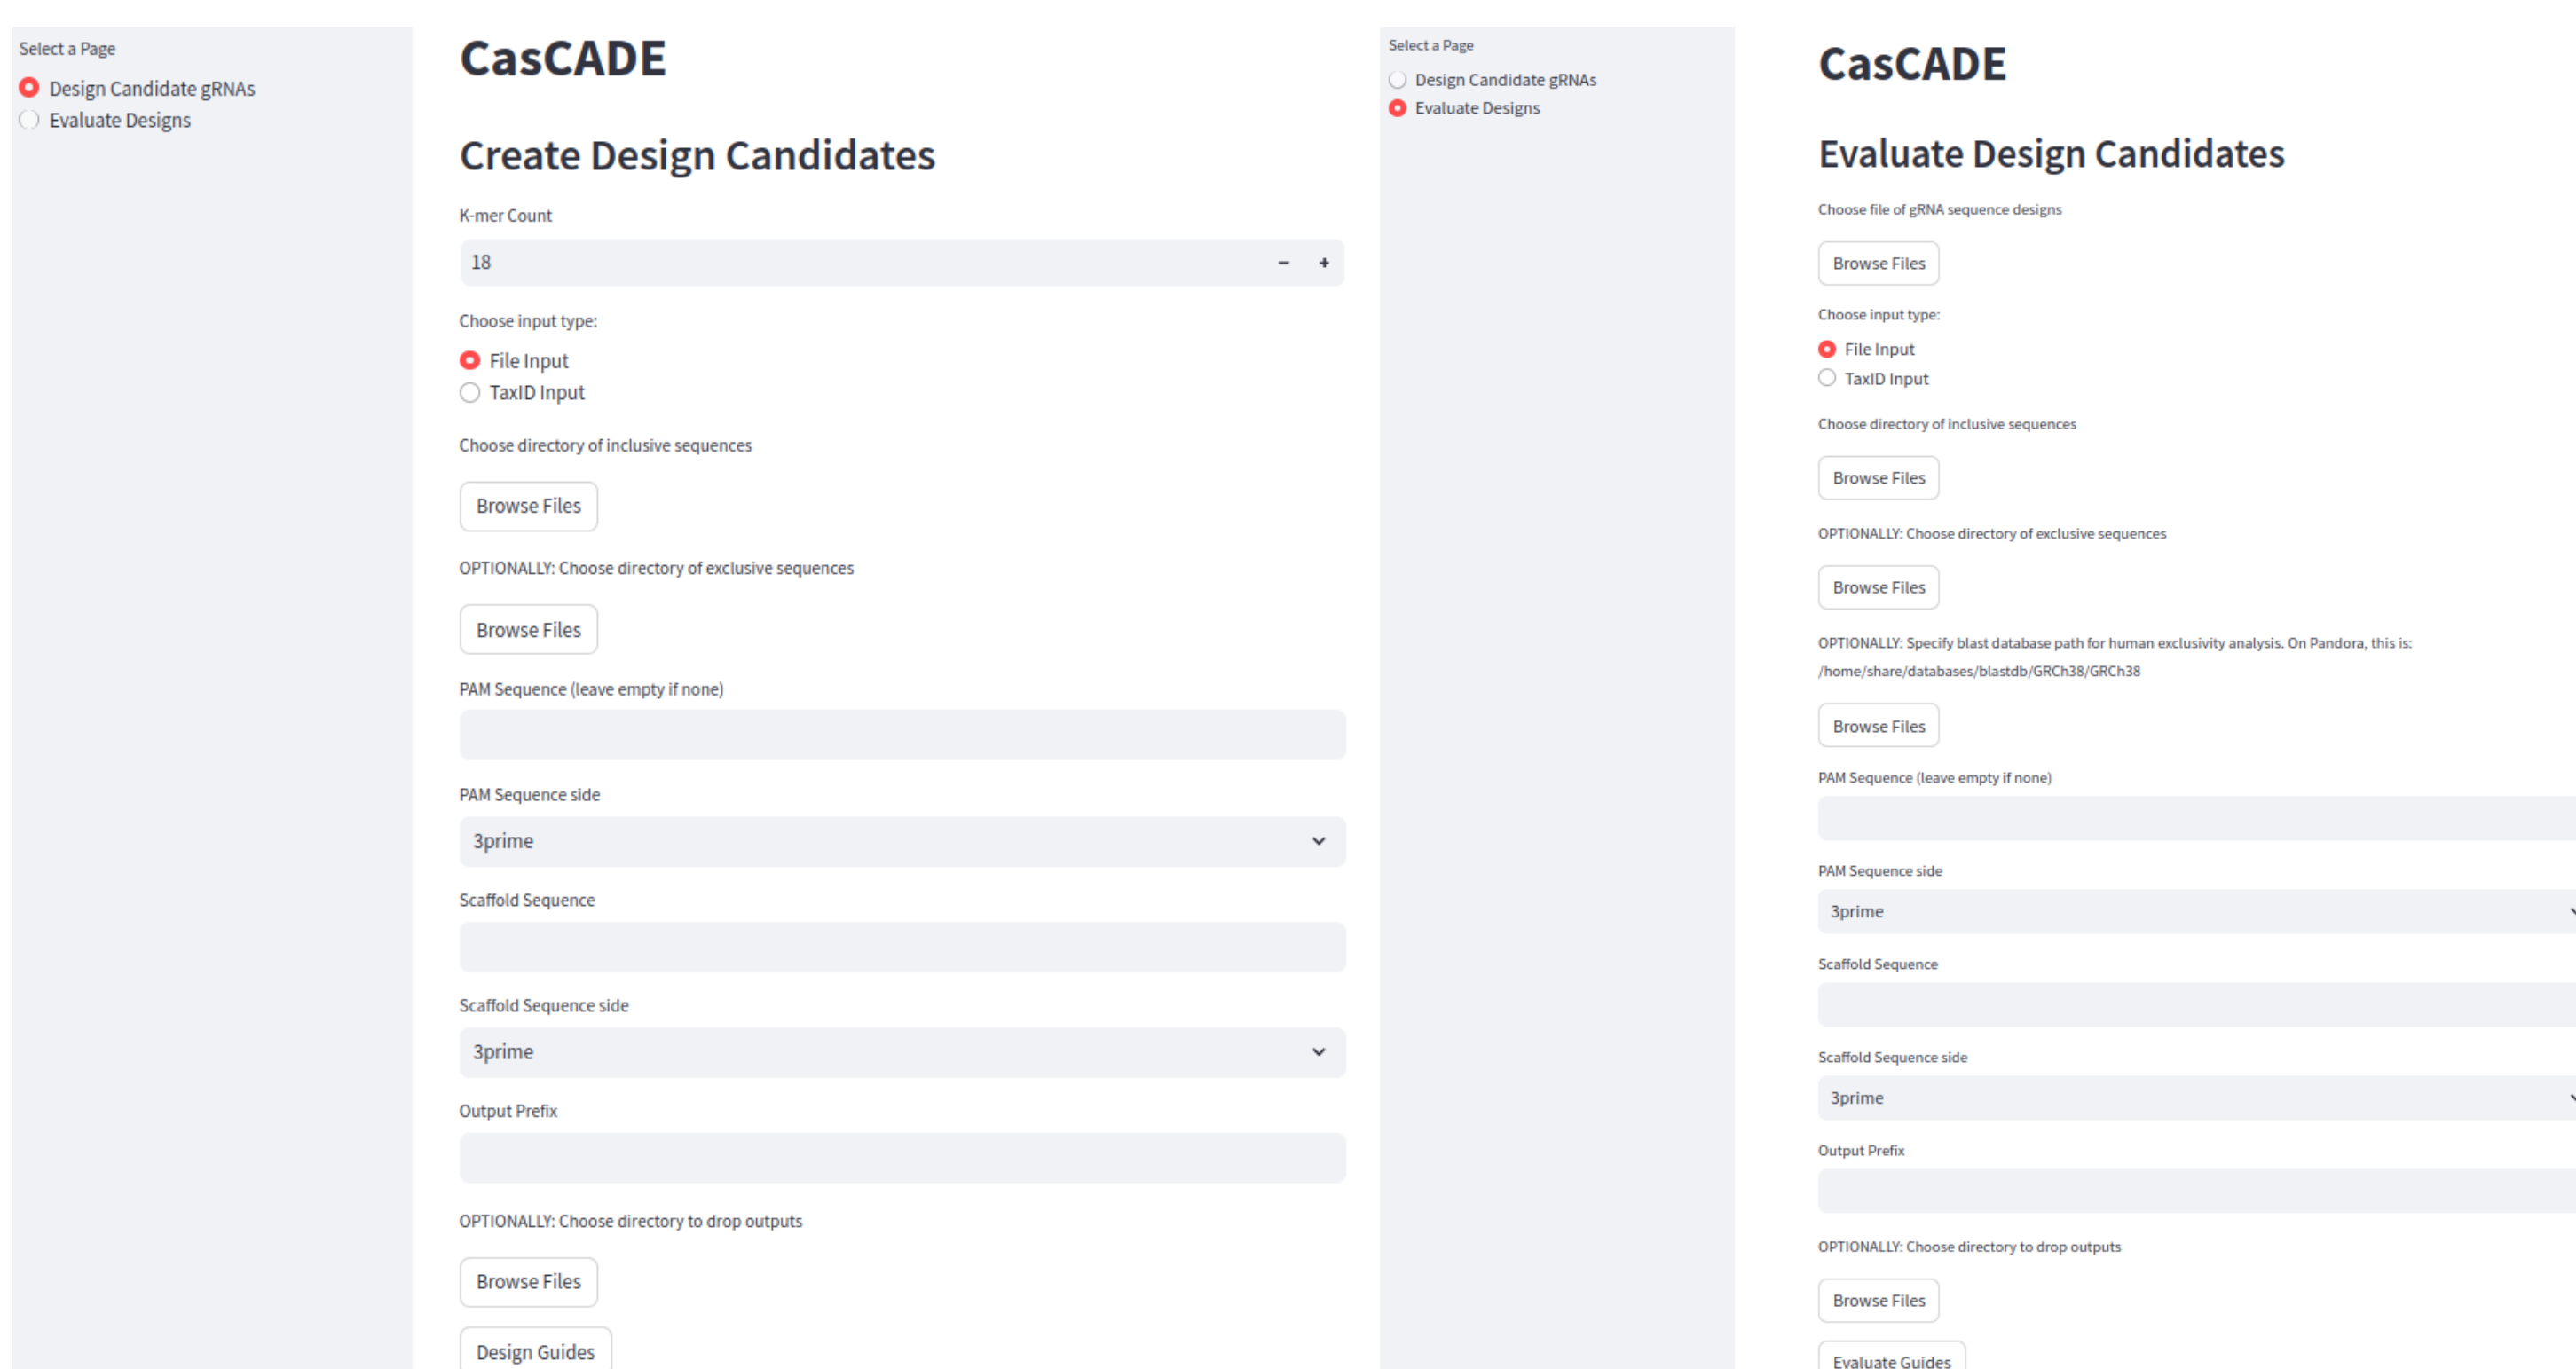 Select a Page
Design Candidate gRNAs
Evaluate Designs
CasCADE
Create Design Candidates
K-mer Count
18
Choose input type:
File Input
TaxID Input
Choose directory of inclusive sequences
Browse Files
OPTIONALLY: Choose directory of exclusive sequences
Browse Files
PAM Sequence (leave empty if none)
PAM Sequence side
3prime
Scaffold Sequence
Scaffold Sequence side
3prime
Output Prefix
OPTIONALLY: Choose directory to drop outputs
Browse Files
Design Guides
Select a Page
Design Candidate gRNAs
Evaluate Designs
CasCADE
Evaluate Design Candidates
Choose file of gRNA sequence designs
Browse Files
Choose input type:
File Input
TaxID Input
Choose directory of inclusive sequences
Browse Files
OPTIONALLY: Choose directory of exclusive sequences
Browse Files
OPTIONALLY: Specify blast database path for human exclusivity analysis. On Pandora, this is:
/home/share/databases/blastdb/GRCh38/GRCh38
Browse Files
PAM Sequence (leave empty if none)
PAM Sequence side
3prime
Scaffold Sequence
Scaffold Sequence side
3prime
Output Prefix
OPTIONALLY: Choose directory to drop outputs
Browse Files
Evaluate Guides